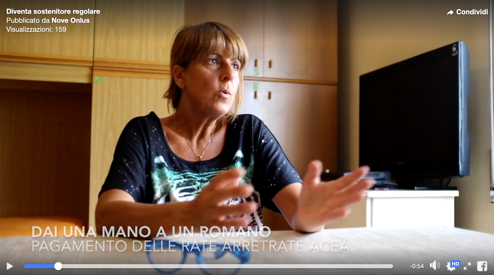 Diventa sostenitore regolare
Condividi
Pubblicato da Nove Onlus
Visualizzazioni: 159
DAI UNA MANO A UN ROMANO
PAGAMENTO DELLE RATE ARRETRATE ACEA
-0:54
HD